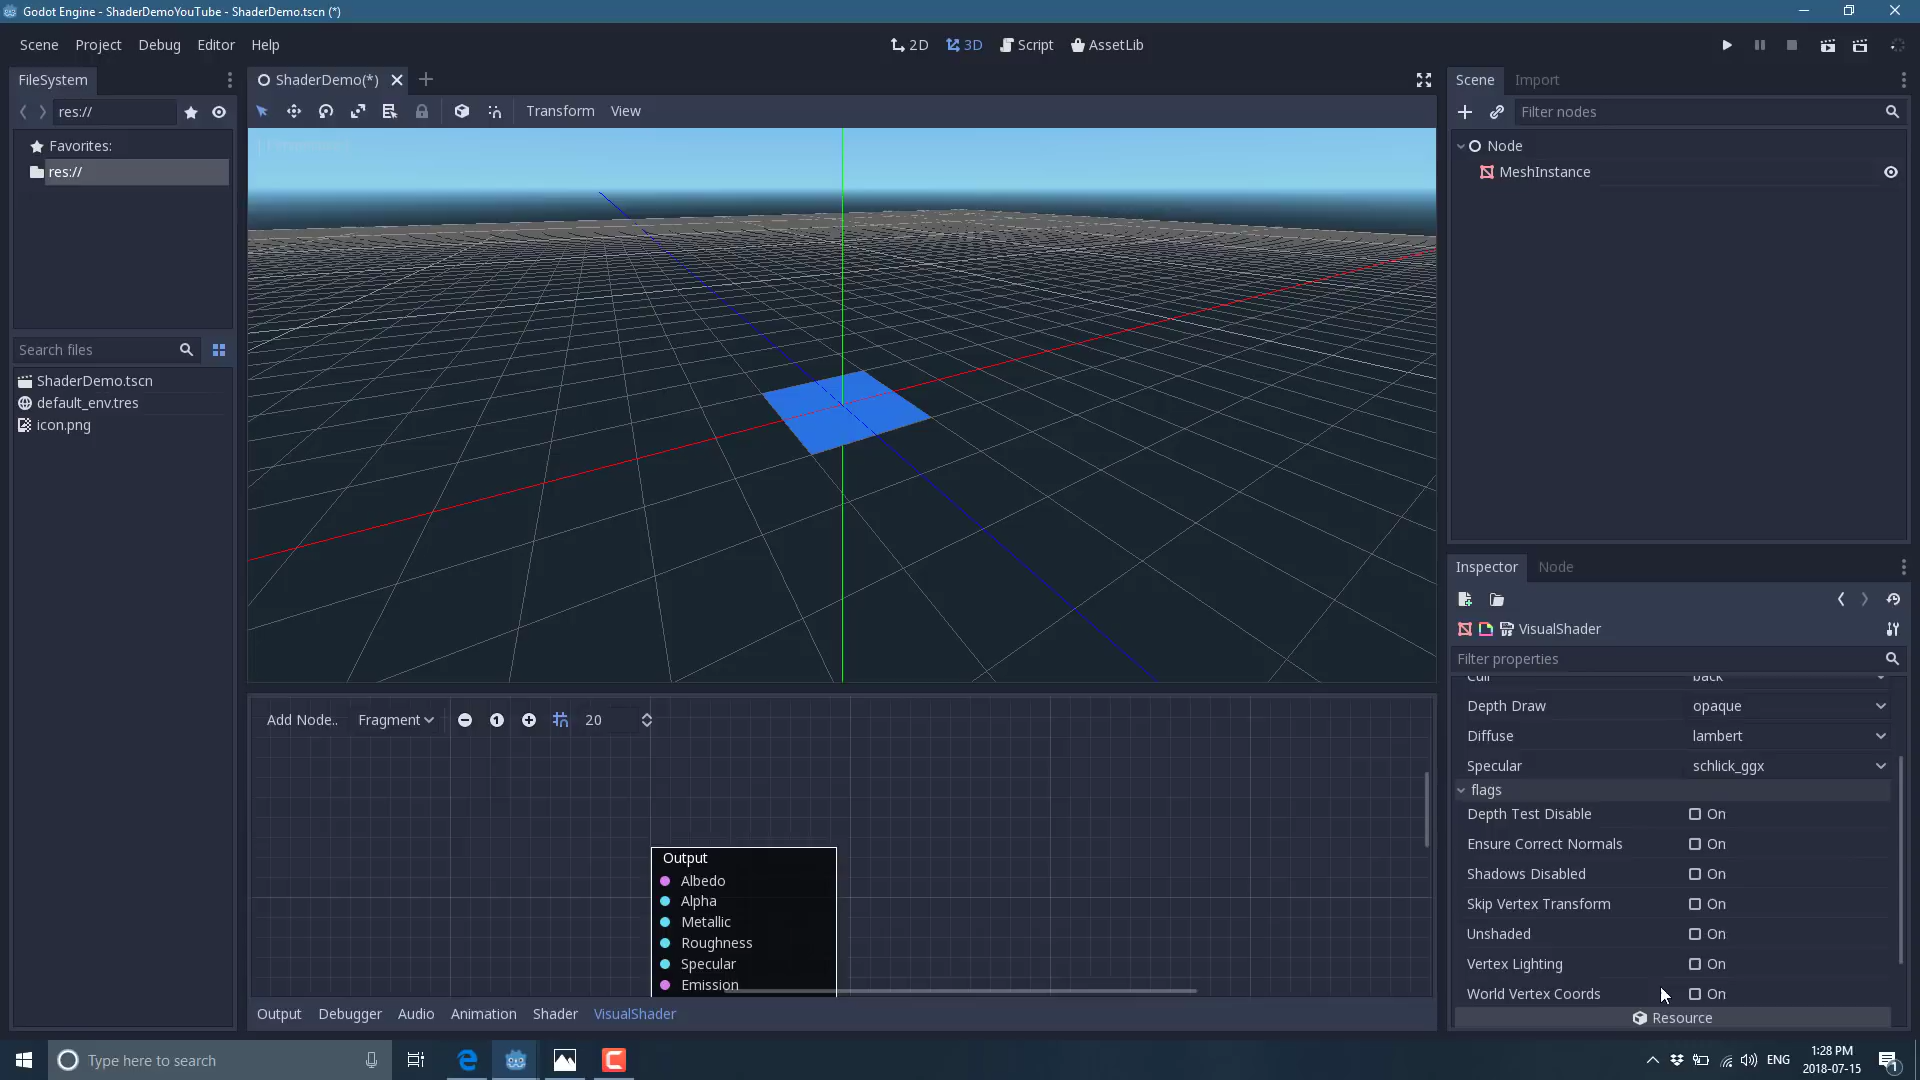 Godot Engine - ShaderDemoYouTube - ShaderDemo.tscn (*)
Scene Project Debug Editor Help
2D 3D Script AssetLib
FileSystem
ShaderDemo(*)
Scene Import
res://
Transform View
Filter nodes
Favorites:
res://
Node
MeshInstance
Search files
ShaderDemo.tscn
default_env.tres
icon.png
Inspector Node
VisualShader
Filter properties
Cull back
Depth Draw opaque
Diffuse lambert
Specular schlick_ggx
flags
Depth Test Disable On
Ensure Correct Normals On
Shadows Disabled On
Skip Vertex Transform On
Unshaded On
Vertex Lighting On
World Vertex Coords On
Resource
Add Node.. Fragment 1 20
Output
Albedo
Alpha
Metallic
Roughness
Specular
Emission
Output Debugger Audio Animation Shader VisualShader
Type here to search
ENG
1:28 PM
2018-07-15
1